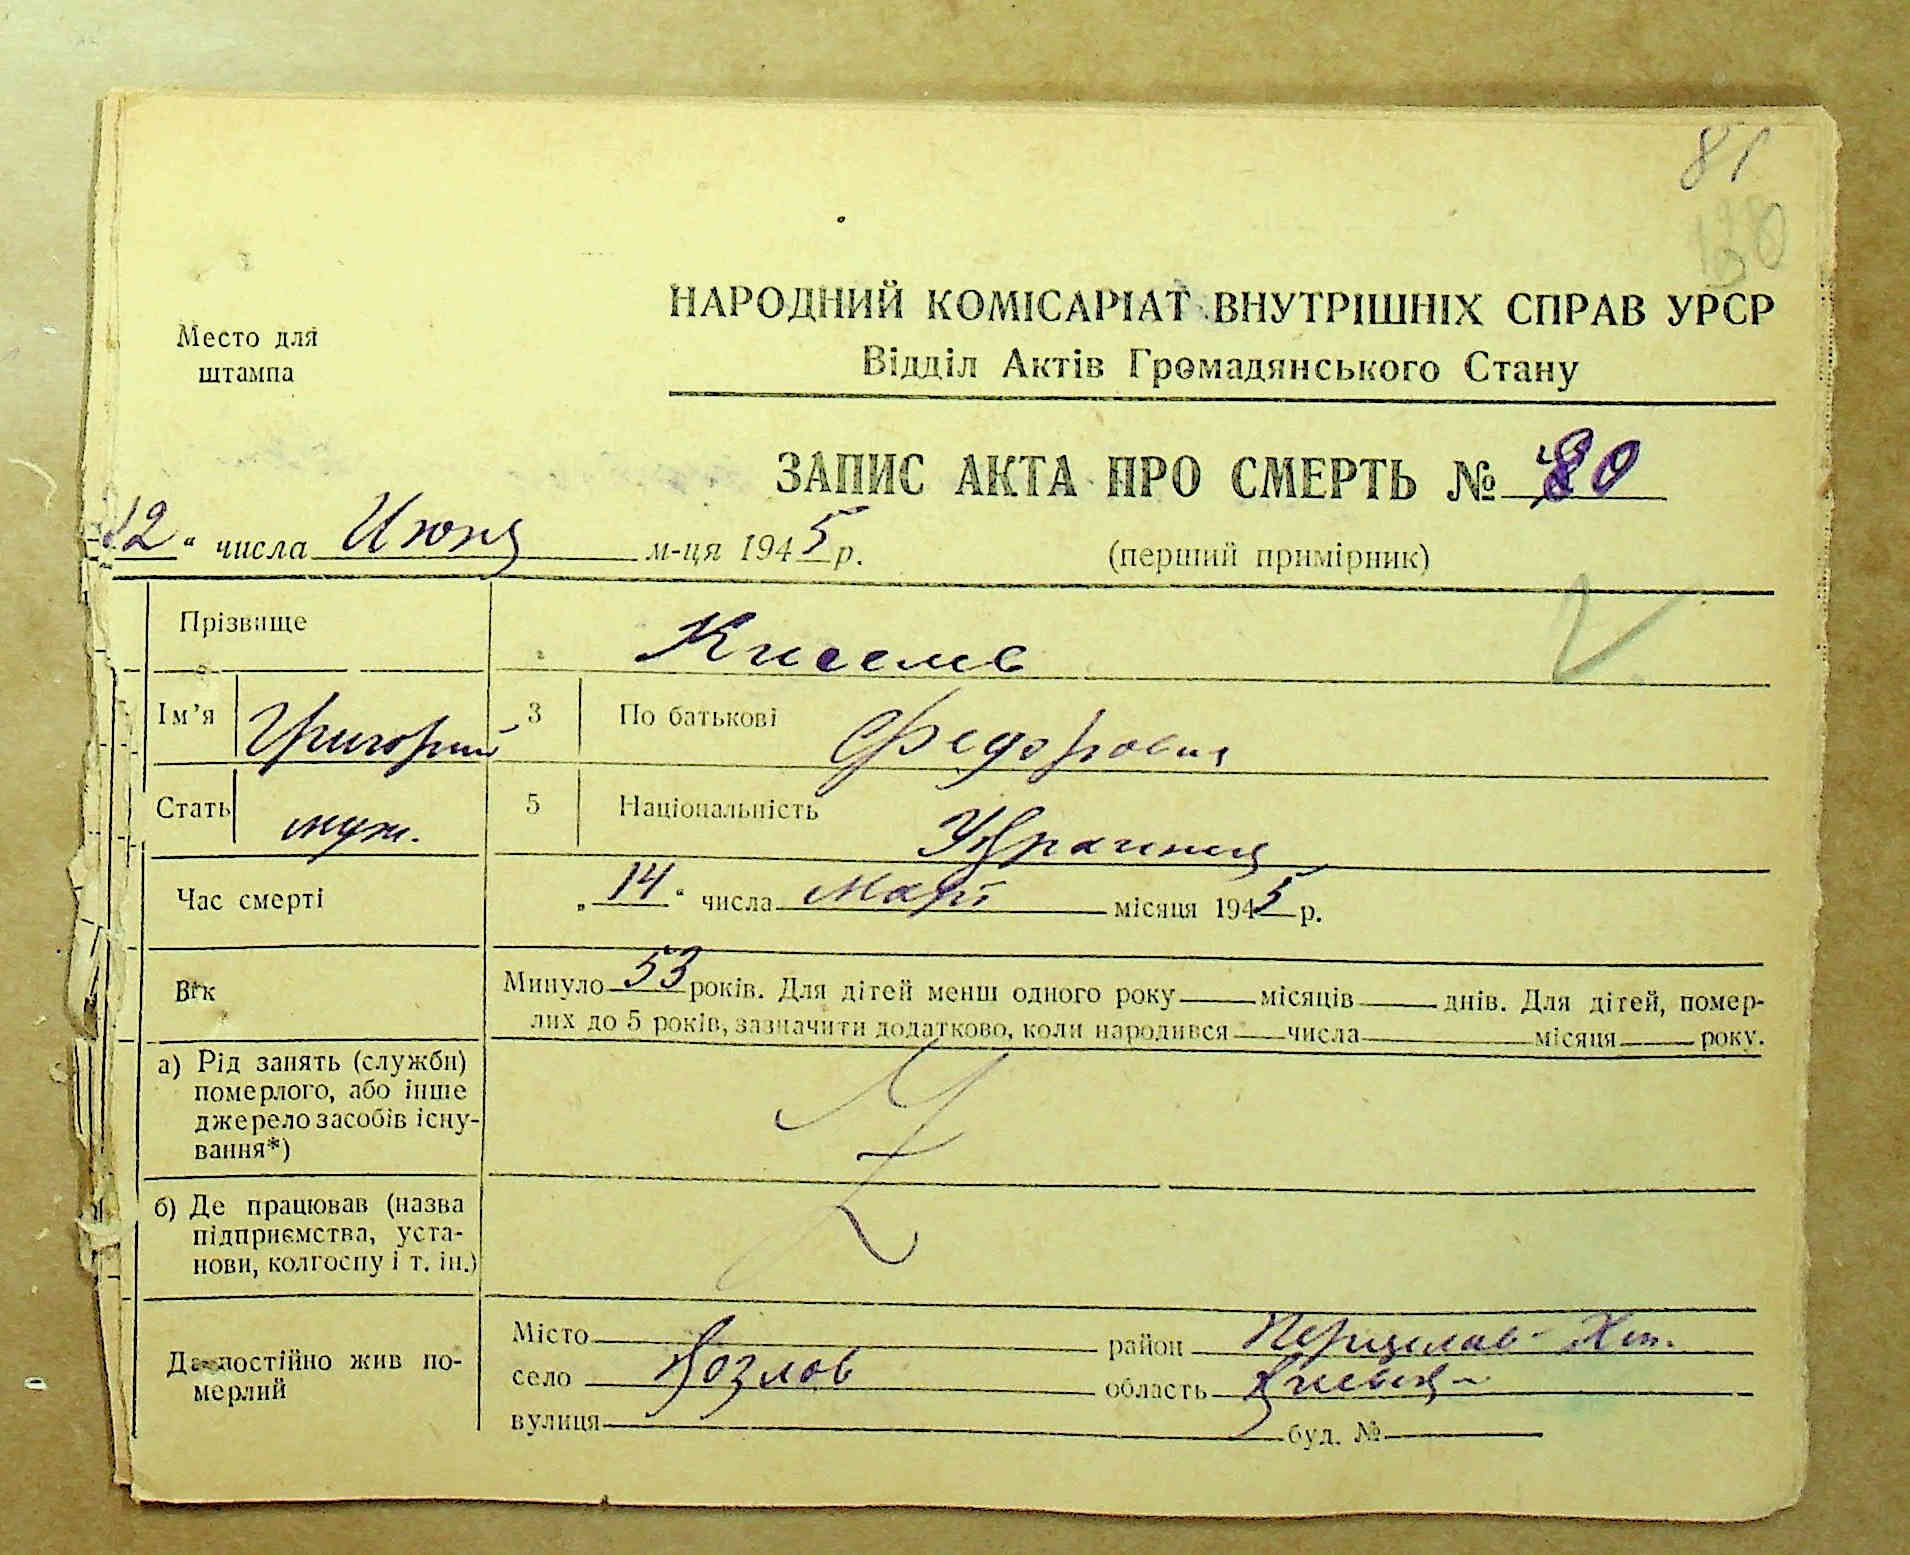 81
Место для
штампа
НАРОДНИЙ КОМІСАРІАТ ВНУТРІШНІХ СПРАВ УРСР
Відділ Актів Громадянського Стану
ЗАПИС АКТА ПРО СМЕРТЬ № 80
12 " числа Июня м-ця 1945 р. (перший примірник)
Прізвище Киселев
Ім'я Григорий 3 По батькові Федорович
Стать муж. 5 Національність
Час смерті „ 14 " числа Март місяця 1945 р.
Вік Минуло 53 років. Для дітей менш одного року місяців днів. Для дітей, помер-
лих до 5 років, зазначити додатково, коли народився числа місяця року.
а) Рід занять (служби)
померлого, або інше
джерело засобів існу-
вання*)
б) Де працював (назва
підприємства, уста-
нови, колгоспу і т. ін.)
Де постійно жив по-
мерлий
Місто район Переяслав-Хм.
село Козлов область Киевск
вулиця буд. №